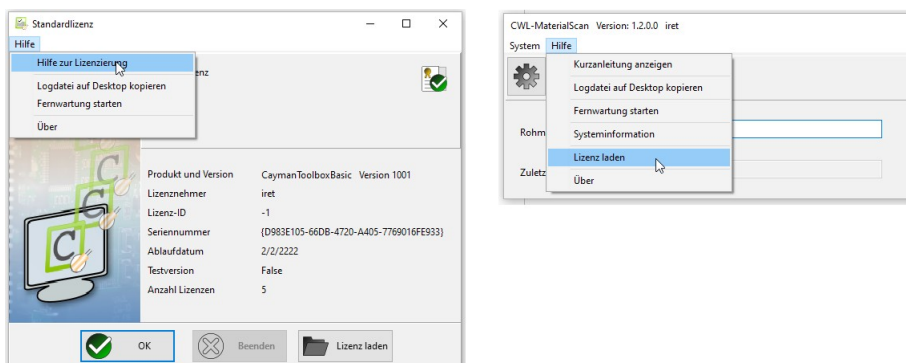 Standardlizenz
Hilfe
Hilfe zur Lizenzierung
enz
Logdatei auf Desktop kopieren
Fernwartung starten
Über
Produkt und Version CaymanToolboxBasic Version 1001
Lizenznehmer iret
Lizenz-ID -1
Seriennummer {D983E105-66DB-4720-A405-7769016FE933}
Ablaufdatum 2/2/2222
Testversion False
Anzahl Lizenzen 5
OK Beenden Lizenz laden
CWL-MaterialScan Version: 1.2.0.0 iret
System Hilfe
Kurzanleitung anzeigen
Logdatei auf Desktop kopieren
Fernwartung starten
Rohm Systeminformation
Lizenz laden
Zuletz
Über
C
C
C